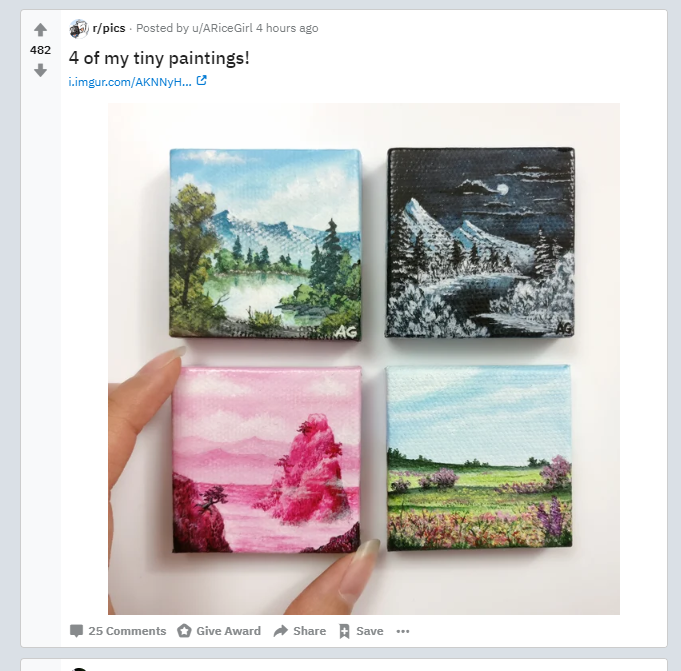 r/pics · Posted by u/ARiceGirl 4 hours ago
482
4 of my tiny paintings!
i.imgur.com/AKNNyH...
AG
AG
25 Comments Give Award Share Save